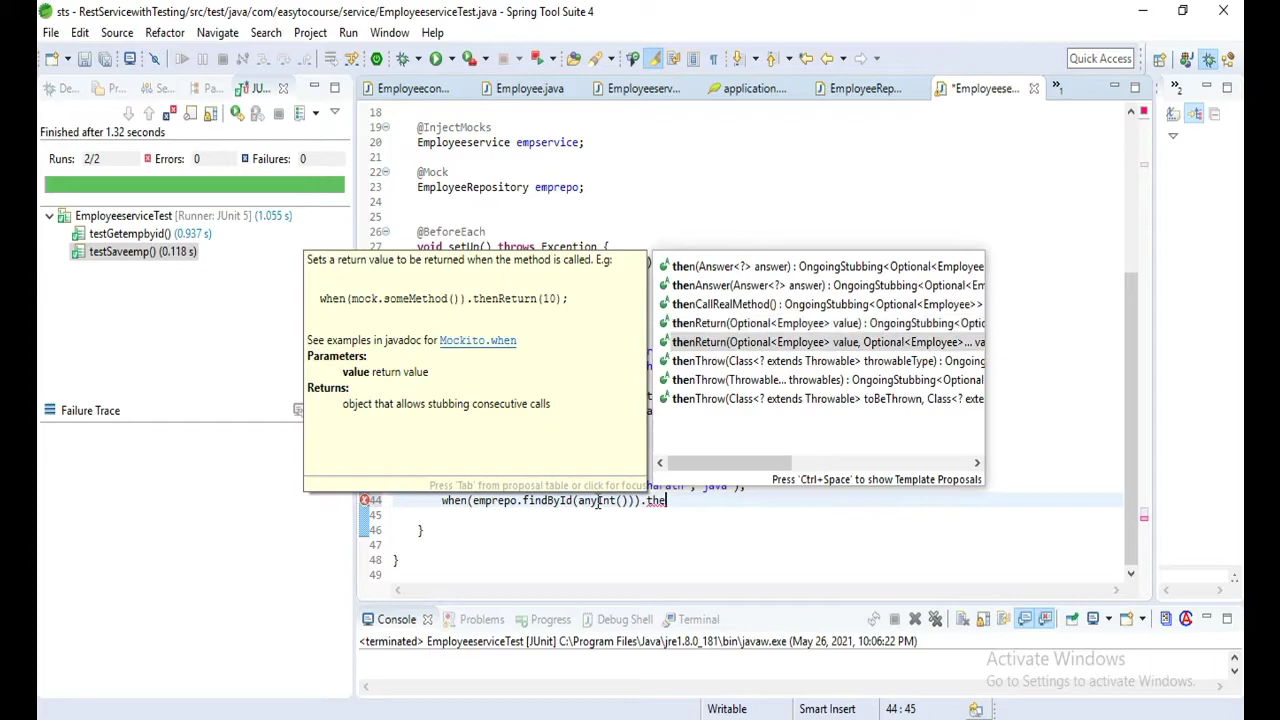 sts - RestServicewithTesting/src/test/java/com/easytocourse/service/EmployeeserviceTest.java - Spring Tool Suite 4
File Edit Source Refactor Navigate Search Project Run Window Help
Quick Access
De... Pr... Se... Pa... JU...
Employeecon... Employee.java Employeeserv... application.... EmployeeRep... *Employeese... »1 »2
Finished after 1.32 seconds
Runs: 2/2 Errors: 0 Failures: 0
EmployeeserviceTest [Runner: JUnit 5] (1.055 s)
testGetempbyid() (0.937 s)
testSaveemp() (0.118 s)
Failure Trace
18
19 @InjectMocks
20 Employeeservice empservice;
21
22 @Mock
23 EmployeeRepository emprepo;
24
25
26 @BeforeEach
27 void setUp() throws Exception {
Sets a return value to be returned when the method is called. E.g:
when(mock.someMethod()).thenReturn(10);
See examples in javadoc for Mockito.when
Parameters:
value return value
Returns:
object that allows stubbing consecutive calls
Press 'Tab' from proposal table or click for focus
then(Answer<?> answer) : OngoingStubbing<Optional<Employee
thenAnswer(Answer<?> answer) : OngoingStubbing<Optional<Em
thenCallRealMethod() : OngoingStubbing<Optional<Employee>>
thenReturn(Optional<Employee> value) : OngoingStubbing<Optio
thenReturn(Optional<Employee> value, Optional<Employee>... va
thenThrow(Class<? extends Throwable> throwableType) : Ongoing
thenThrow(Throwable... throwables) : OngoingStubbing<Optional
thenThrow(Class<? extends Throwable> toBeThrown, Class<? exte
Press 'Ctrl+Space' to show Template Proposals
java");
44 when(emprepo.findById(anyInt())).the
45
46 }
47
48 }
49
Console Problems Progress Debug Shell Terminal
<terminated> EmployeeserviceTest [JUnit] C:\Program Files\Java\jre1.8.0_181\bin\javaw.exe (May 26, 2021, 10:06:22 PM)
Activate Windows
Go to Settings to activate Windows.
Writable Smart Insert 44 : 45